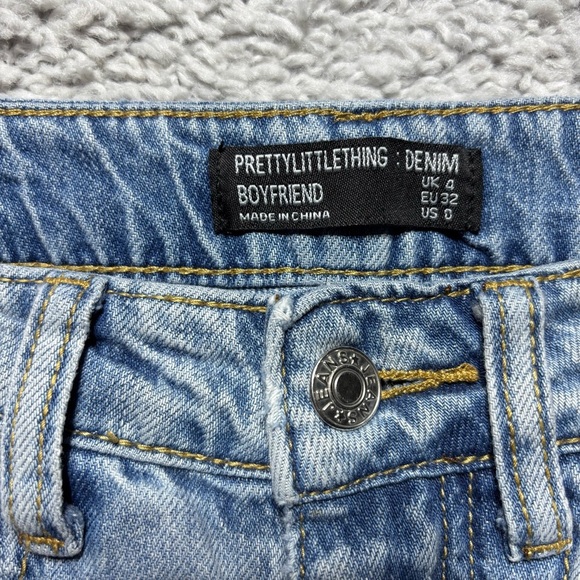 PRETTYLITTLETHING : DENIM
BOYFRIEND
MADE IN CHINA
UK 4
EU 32
US 0